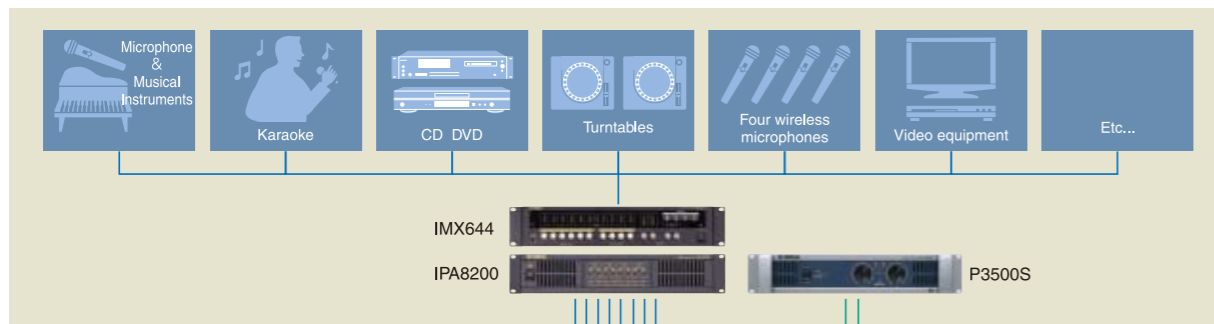 Microphone
&
Musical
Instruments
Karaoke
CD DVD
Turntables
Four wireless
microphones
Video equipment
Etc...
IMX644
IPA8200
P3500S